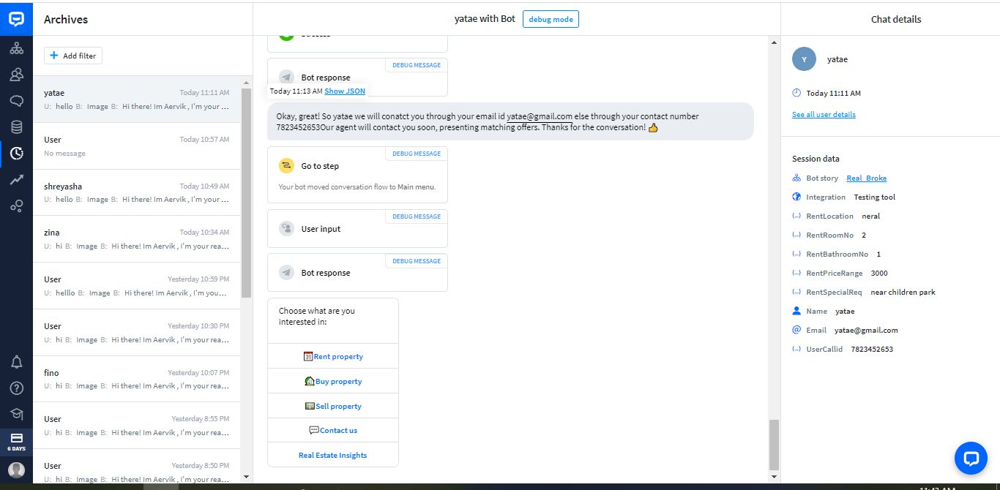 Archives
Add filter
yatae Today 11:11 AM
U: hello B: Image B: Hi there! Im Aervik , I'm your ...
User Today 10:57 AM
No message
shreyasha Today 10:49 AM
U: hello B: Image B: Hi there! Im Aervik , I'm your ...
zina Today 10:34 AM
U: hi B: Image B: Hi there! Im Aervik , I'm your rea...
User Yesterday 10:59 PM
U: helllo B: Image B: Hi there! Im Aervik , I'm you...
User Yesterday 10:30 PM
U: hi B: Image B: Hi there! Im Aervik , I'm your rea...
fino Yesterday 10:07 PM
U: hi B: Image B: Hi there! Im Aervik , I'm your rea...
User Yesterday 8:55 PM
U: hi B: Image B: Hi there! Im Aervik , I'm your rea...
User Yesterday 8:50 PM
U: hi B: Image B: Hi there! Im Aervik , I'm your rea...
6 DAYS
yatae with Bot debug mode
Success
DEBUG MESSAGE
Bot response
Today 11:13 AM Show JSON
Okay, great! So yatae we will conatct you through your email id yatae@gmail.com else through your contact number
7823452653Our agent will contact you soon, presenting matching offers. Thanks for the conversation! 👍
DEBUG MESSAGE
Go to step
Your bot moved conversation flow to Main menu.
DEBUG MESSAGE
User input
DEBUG MESSAGE
Bot response
Choose what are you
interested in:
Rent property
Buy property
Sell property
Contact us
Real Estate Insights
Chat details
Y yatae
Today 11:11 AM
See all user details
Session data
Bot story Real_Broke
Integration Testing tool
RentLocation neral
RentRoomNo 2
RentBathroomNo 1
RentPriceRange 3000
RentSpecialReq near children park
Name yatae
Email yatae@gmail.com
UserCallid 7823452653